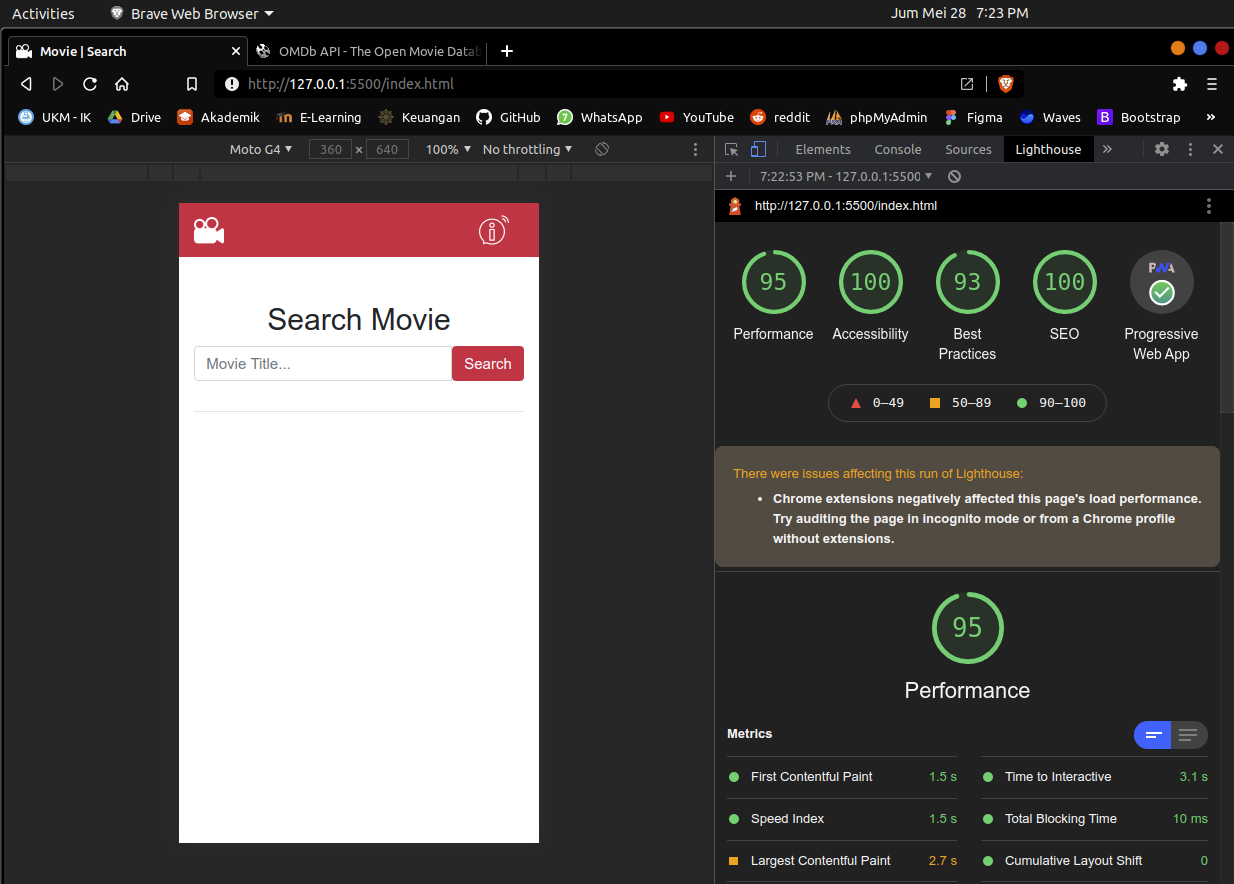 Activities Brave Web Browser Jum Mei 28 7:23 PM
Movie | Search OMDb API - The Open Movie Datab
http://127.0.0.1:5500/index.html
UKM - IK Drive Akademik E-Learning Keuangan GitHub WhatsApp YouTube reddit phpMyAdmin Figma Waves Bootstrap »
Moto G4 360 × 640 100% No throttling
Elements Console Sources Lighthouse »
7:22:53 PM - 127.0.0.1:5500
http://127.0.0.1:5500/index.html
Search Movie
Movie Title... Search
95 100 93 100 PWA
Performance Accessibility Best Practices SEO Progressive Web App
0–49 50–89 90–100
There were issues affecting this run of Lighthouse:
• Chrome extensions negatively affected this page's load performance.
Try auditing the page in incognito mode or from a Chrome profile
without extensions.
95
Performance
Metrics
First Contentful Paint 1.5 s Time to Interactive 3.1 s
Speed Index 1.5 s Total Blocking Time 10 ms
Largest Contentful Paint 2.7 s Cumulative Layout Shift 0